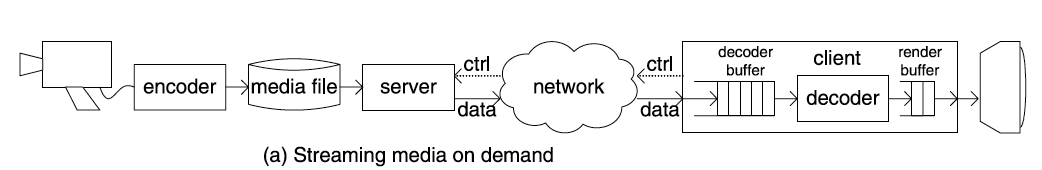 encoder
media file
server
ctrl
data
network
ctrl
data
decoder
buffer
client
decoder
render
buffer
(a) Streaming media on demand